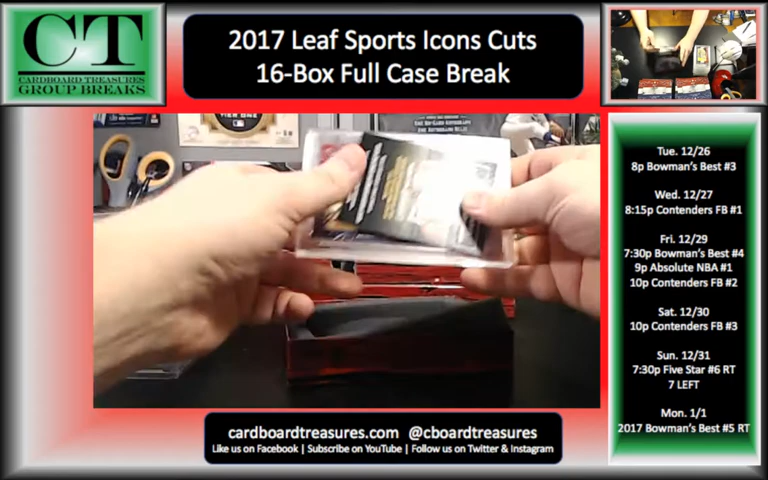 CT
CARDBOARD TREASURES
GROUP BREAKS
2017 Leaf Sports Icons Cuts
16-Box Full Case Break
Tue. 12/26
8p Bowman's Best #3
Wed. 12/27
8:15p Contenders FB #1
Fri. 12/29
7:30p Bowman's Best #4
9p Absolute NBA #1
10p Contenders FB #2
Sat. 12/30
10p Contenders FB #3
Sun. 12/31
7:30p Five Star #6 RT
7 LEFT
Mon. 1/1
2017 Bowman's Best #5 RT
cardboardtreasures.com @cboardtreasures
Like us on Facebook | Subscribe on YouTube | Follow us on Twitter & Instagram